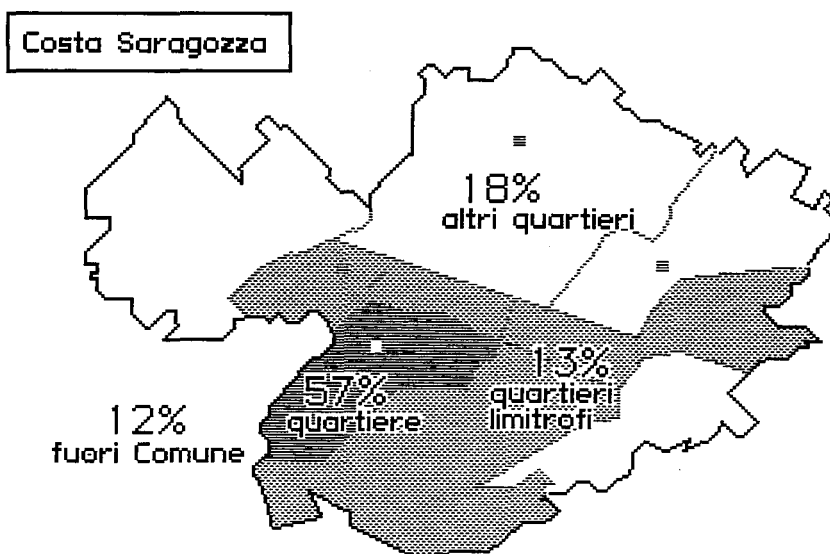 Costa Saragozza
18%
altri quartieri
13%
quartieri
limitrofi
57%
quartiere
12%
fuori Comune